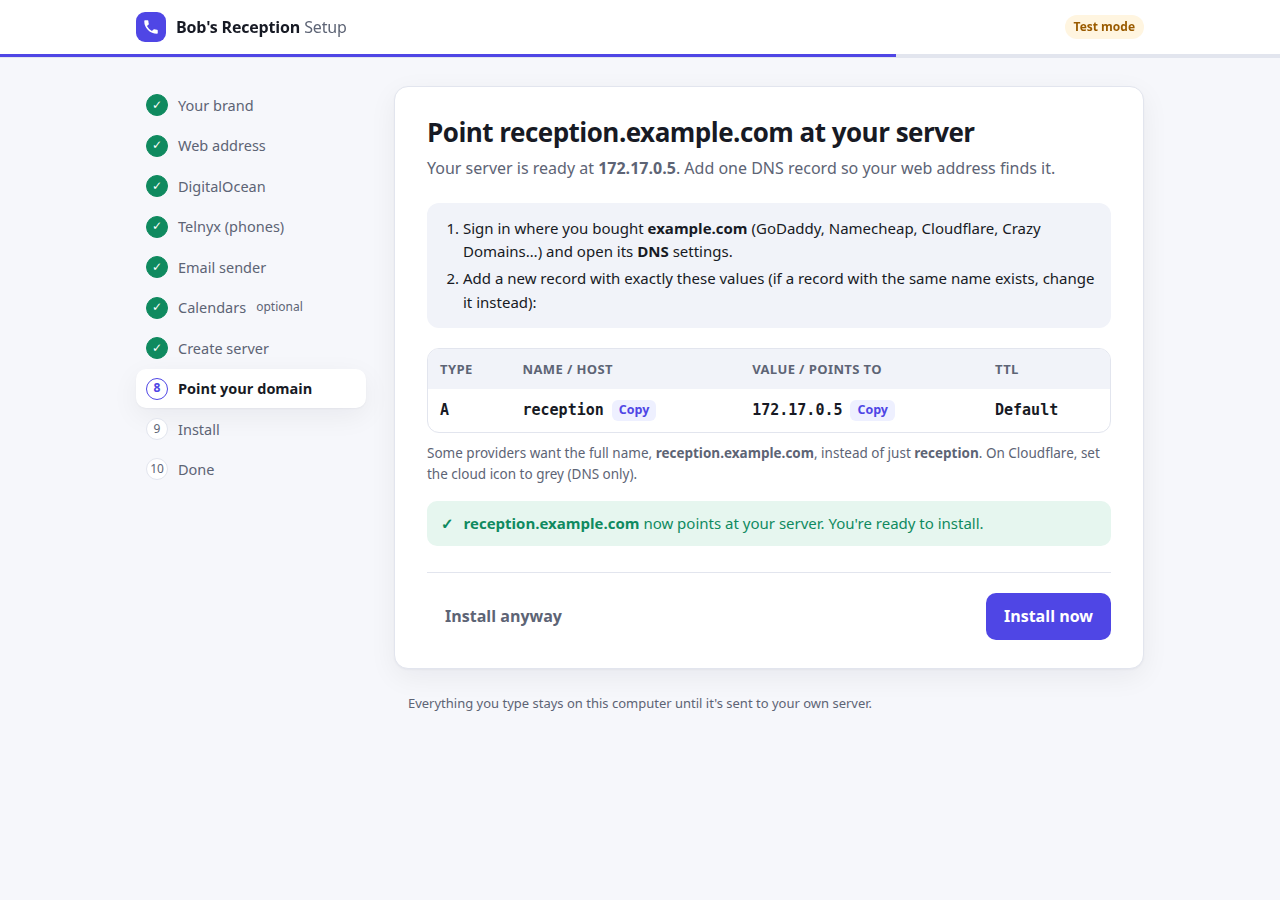 Bob's Reception Setup
Test mode
✓ Your brand
✓ Web address
✓ DigitalOcean
✓ Telnyx (phones)
✓ Email sender
✓ Calendars optional
✓ Create server
8 Point your domain
9 Install
10 Done
Point reception.example.com at your server
Your server is ready at 172.17.0.5. Add one DNS record so your web address finds it.
1. Sign in where you bought example.com (GoDaddy, Namecheap, Cloudflare, Crazy
Domains...) and open its DNS settings.
2. Add a new record with exactly these values (if a record with the same name exists, change
it instead):
TYPE NAME / HOST VALUE / POINTS TO TTL
A reception Copy 172.17.0.5 Copy Default
Some providers want the full name, reception.example.com, instead of just reception. On Cloudflare, set
the cloud icon to grey (DNS only).
✓ reception.example.com now points at your server. You're ready to install.
Install anyway
Install now
Everything you type stays on this computer until it's sent to your own server.